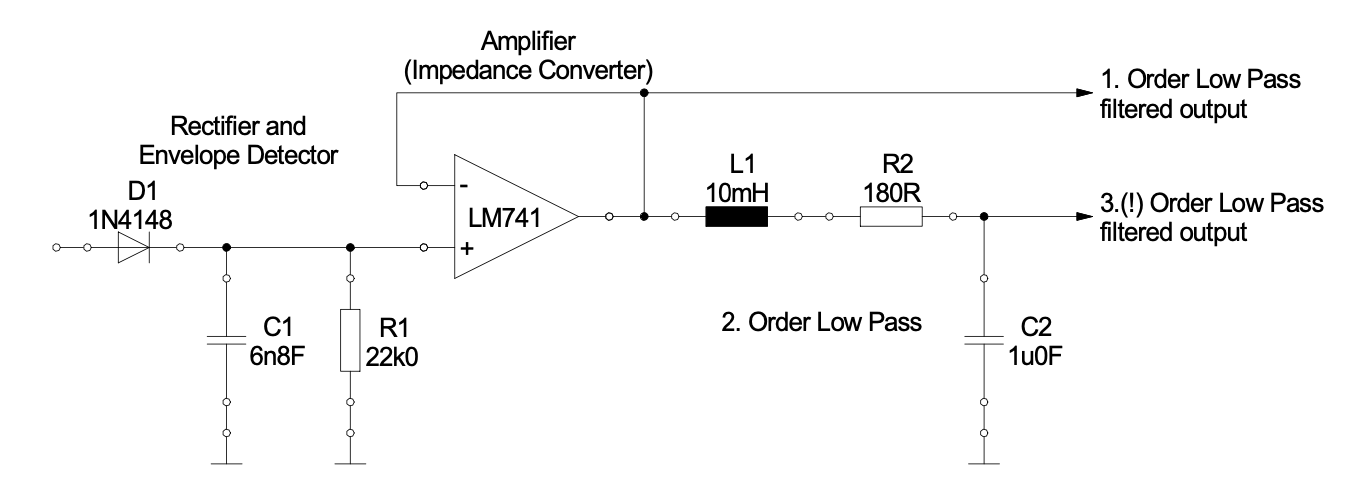 Amplifier
(Impedance Converter)
1. Order Low Pass
filtered output
Rectifier and
Envelope Detector
D1
1N4148
-
LM741
+
L1
10mH
R2
180R
3.(!) Order Low Pass
filtered output
C1
6n8F
R1
22k0
2. Order Low Pass
C2
1u0F